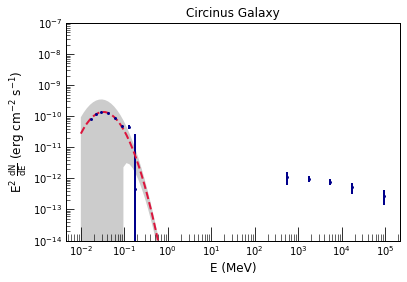 Circinus Galaxy
E² dN/dE (erg cm⁻² s⁻¹)
10⁻⁷
10⁻⁸
10⁻⁹
10⁻¹⁰
10⁻¹¹
10⁻¹²
10⁻¹³
10⁻¹⁴
10⁻² 10⁻¹ 10⁰ 10¹ 10² 10³ 10⁴ 10⁵
E (MeV)